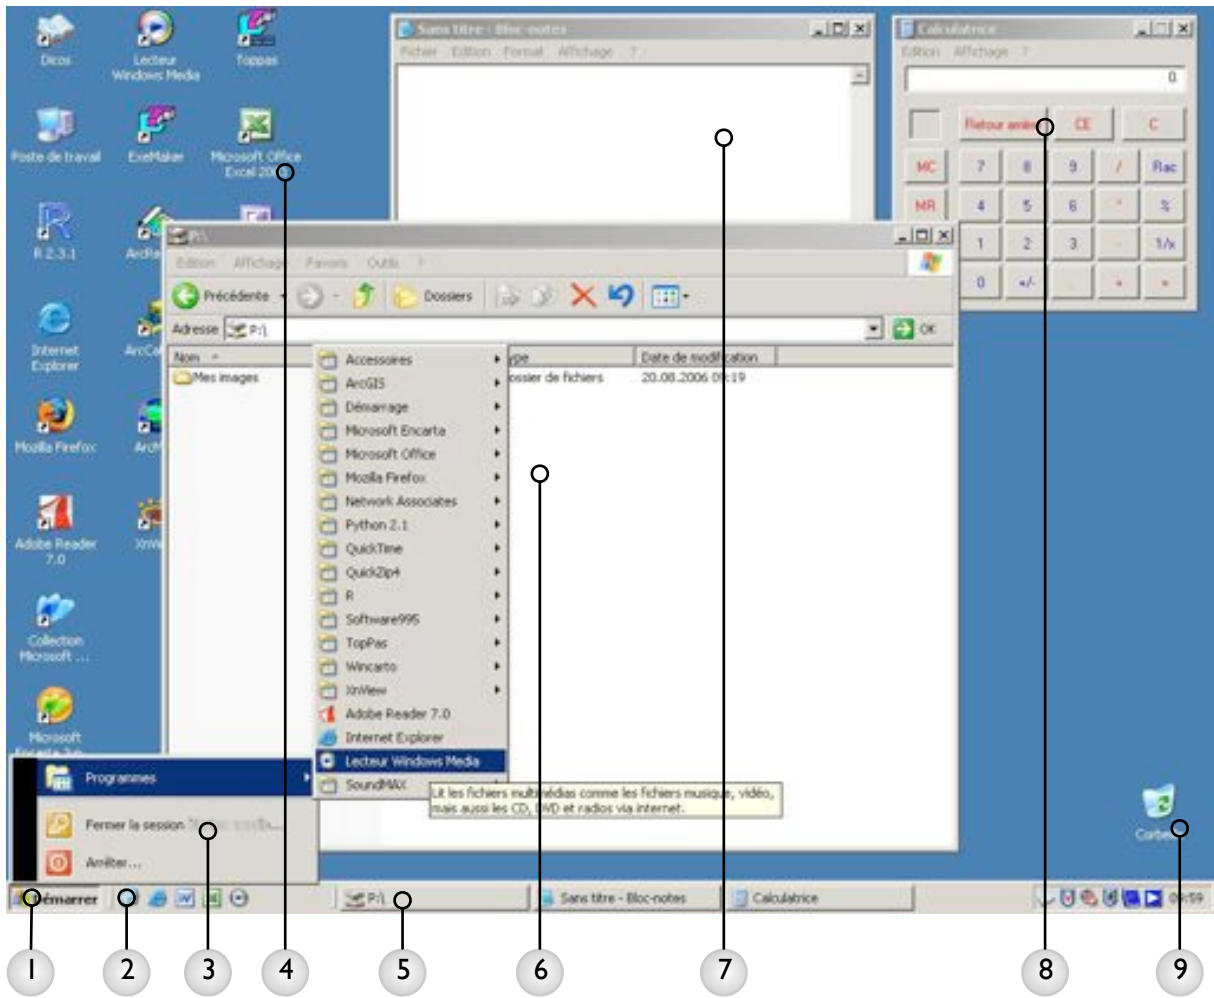 Dicos
Lecteur
Windows Media
Toppas
Poste de travail
ExeMaker
Microsoft Office
Excel
R 2.3.1
Internet
Explorer
Mozilla Firefox
Adobe Reader
7.0
Collection
Microsoft ...
Microsoft
Sans titre - Bloc-notes
Fichier Edition Format Affichage ?
Calculatrice
Edition Affichage ?
0,
Retour CE C
MC 7 8 9 / Rac
MR 4 5 6 * %
1 2 3 - 1/x
0 +/- , + =
P:\
Edition Affichage Favoris Outils ?
Précédente Dossiers
Adresse P:\ OK
Nom Date de modification
Mes images 20.08.2006 09:19
Accessoires
ArcGIS
Démarrage
Microsoft Encarta
Microsoft Office
Mozilla Firefox
Network Associates
Python 2.1
QuickTime
QuickZip4
R
Software995
TopPas
Wincarto
XnView
Adobe Reader 7.0
Internet Explorer
Lecteur Windows Media
SoundMAX
Lit les fichiers multimédias comme les fichiers musique, vidéo,
mais aussi les CD, DVD et radios via internet.
Programmes
Fermer la session
Arrêter...
Corbeille
Démarrer P:\ Sans titre - Bloc-notes Calculatrice 09:59
1 2 3 4 5 6 7 8 9